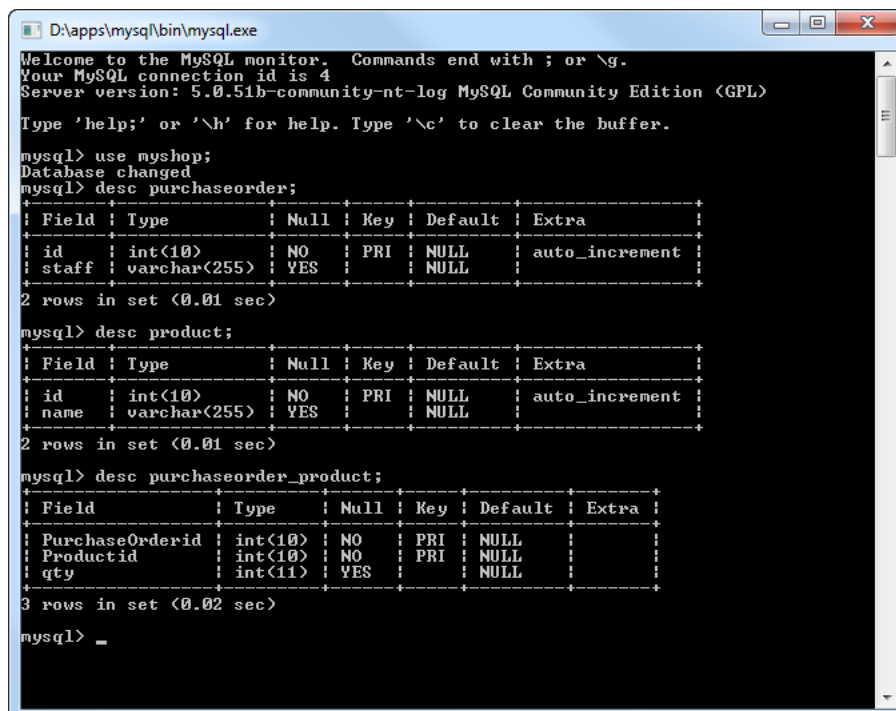 D:\apps\mysql\bin\mysql.exe
Welcome to the MySQL monitor.  Commands end with ; or \g.
Your MySQL connection id is 4
Server version: 5.0.51b-community-nt-log MySQL Community Edition (GPL)
Type 'help;' or '\h' for help. Type '\c' to clear the buffer.
mysql> use myshop;
Database changed
mysql> desc purchaseorder;
+-------+--------------+------+-----+---------+----------------+
| Field | Type         | Null | Key | Default | Extra          |
+-------+--------------+------+-----+---------+----------------+
| id    | int(10)      | NO   | PRI | NULL    | auto_increment |
| staff | varchar(255) | YES  |     | NULL    |                |
+-------+--------------+------+-----+---------+----------------+
2 rows in set (0.01 sec)
mysql> desc product;
+-------+--------------+------+-----+---------+----------------+
| Field | Type         | Null | Key | Default | Extra          |
+-------+--------------+------+-----+---------+----------------+
| id    | int(10)      | NO   | PRI | NULL    | auto_increment |
| name  | varchar(255) | YES  |     | NULL    |                |
+-------+--------------+------+-----+---------+----------------+
2 rows in set (0.01 sec)
mysql> desc purchaseorder_product;
+-----------------+---------+------+-----+---------+-------+
| Field           | Type    | Null | Key | Default | Extra |
+-----------------+---------+------+-----+---------+-------+
| PurchaseOrderid | int(10) | NO   | PRI | NULL    |       |
| Productid       | int(10) | NO   | PRI | NULL    |       |
| qty             | int(11) | YES  |     | NULL    |       |
+-----------------+---------+------+-----+---------+-------+
3 rows in set (0.02 sec)
mysql> _